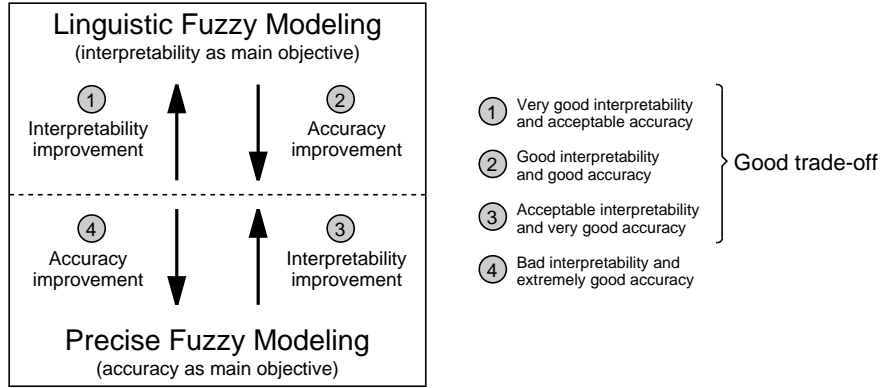 Linguistic Fuzzy Modeling
(interpretability as main objective)
1
Interpretability
improvement
2
Accuracy
improvement
4
Accuracy
improvement
3
Interpretability
improvement
Precise Fuzzy Modeling
(accuracy as main objective)
1 Very good interpretability
and acceptable accuracy
2 Good interpretability
and good accuracy
3 Acceptable interpretability
and very good accuracy
4 Bad interpretability and
extremely good accuracy
Good trade-off